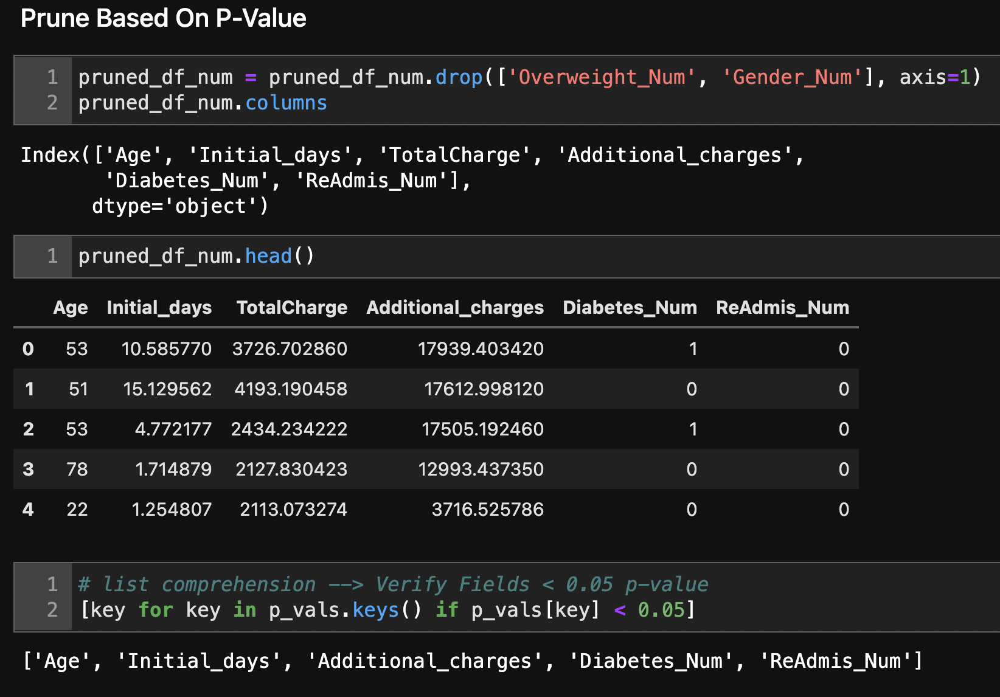 Prune Based On P-Value
1 pruned_df_num = pruned_df_num.drop(['Overweight_Num', 'Gender_Num'], axis=1)
2 pruned_df_num.columns
Index(['Age', 'Initial_days', 'TotalCharge', 'Additional_charges',
       'Diabetes_Num', 'ReAdmis_Num'],
      dtype='object')
1 pruned_df_num.head()
Age Initial_days TotalCharge Additional_charges Diabetes_Num ReAdmis_Num
0 53 10.585770 3726.702860 17939.403420 1 0
1 51 15.129562 4193.190458 17612.998120 0 0
2 53 4.772177 2434.234222 17505.192460 1 0
3 78 1.714879 2127.830423 12993.437350 0 0
4 22 1.254807 2113.073274 3716.525786 0 0
1 # list comprehension --> Verify Fields < 0.05 p-value
2 [key for key in p_vals.keys() if p_vals[key] < 0.05]
['Age', 'Initial_days', 'Additional_charges', 'Diabetes_Num', 'ReAdmis_Num']